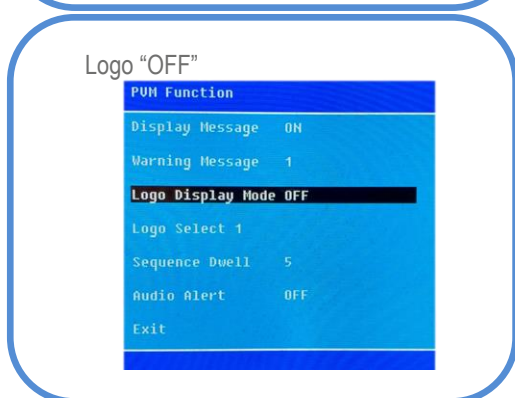 Logo “OFF”
PVM Function
Display Message ON
Warning Message 1
Logo Display Mode OFF
Logo Select 1
Sequence Dwell 5
Audio Alert OFF
Exit